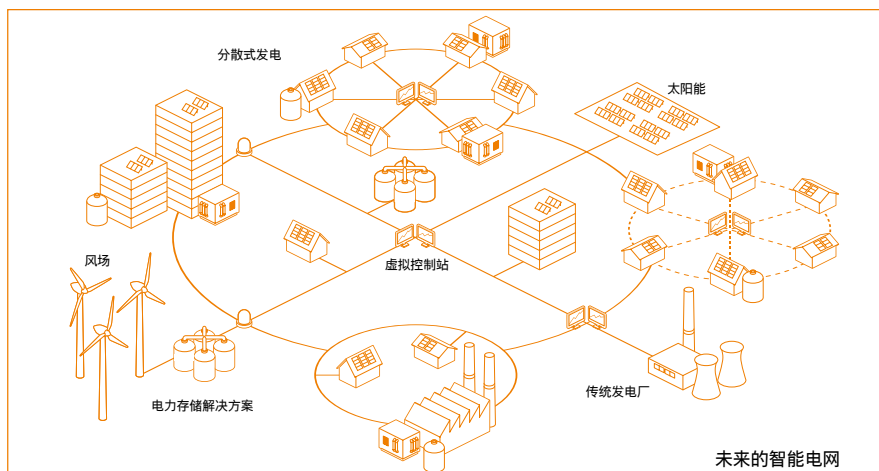 分散式发电
太阳能
风场
虚拟控制站
传统发电厂
电力存储解决方案
未来的智能电网